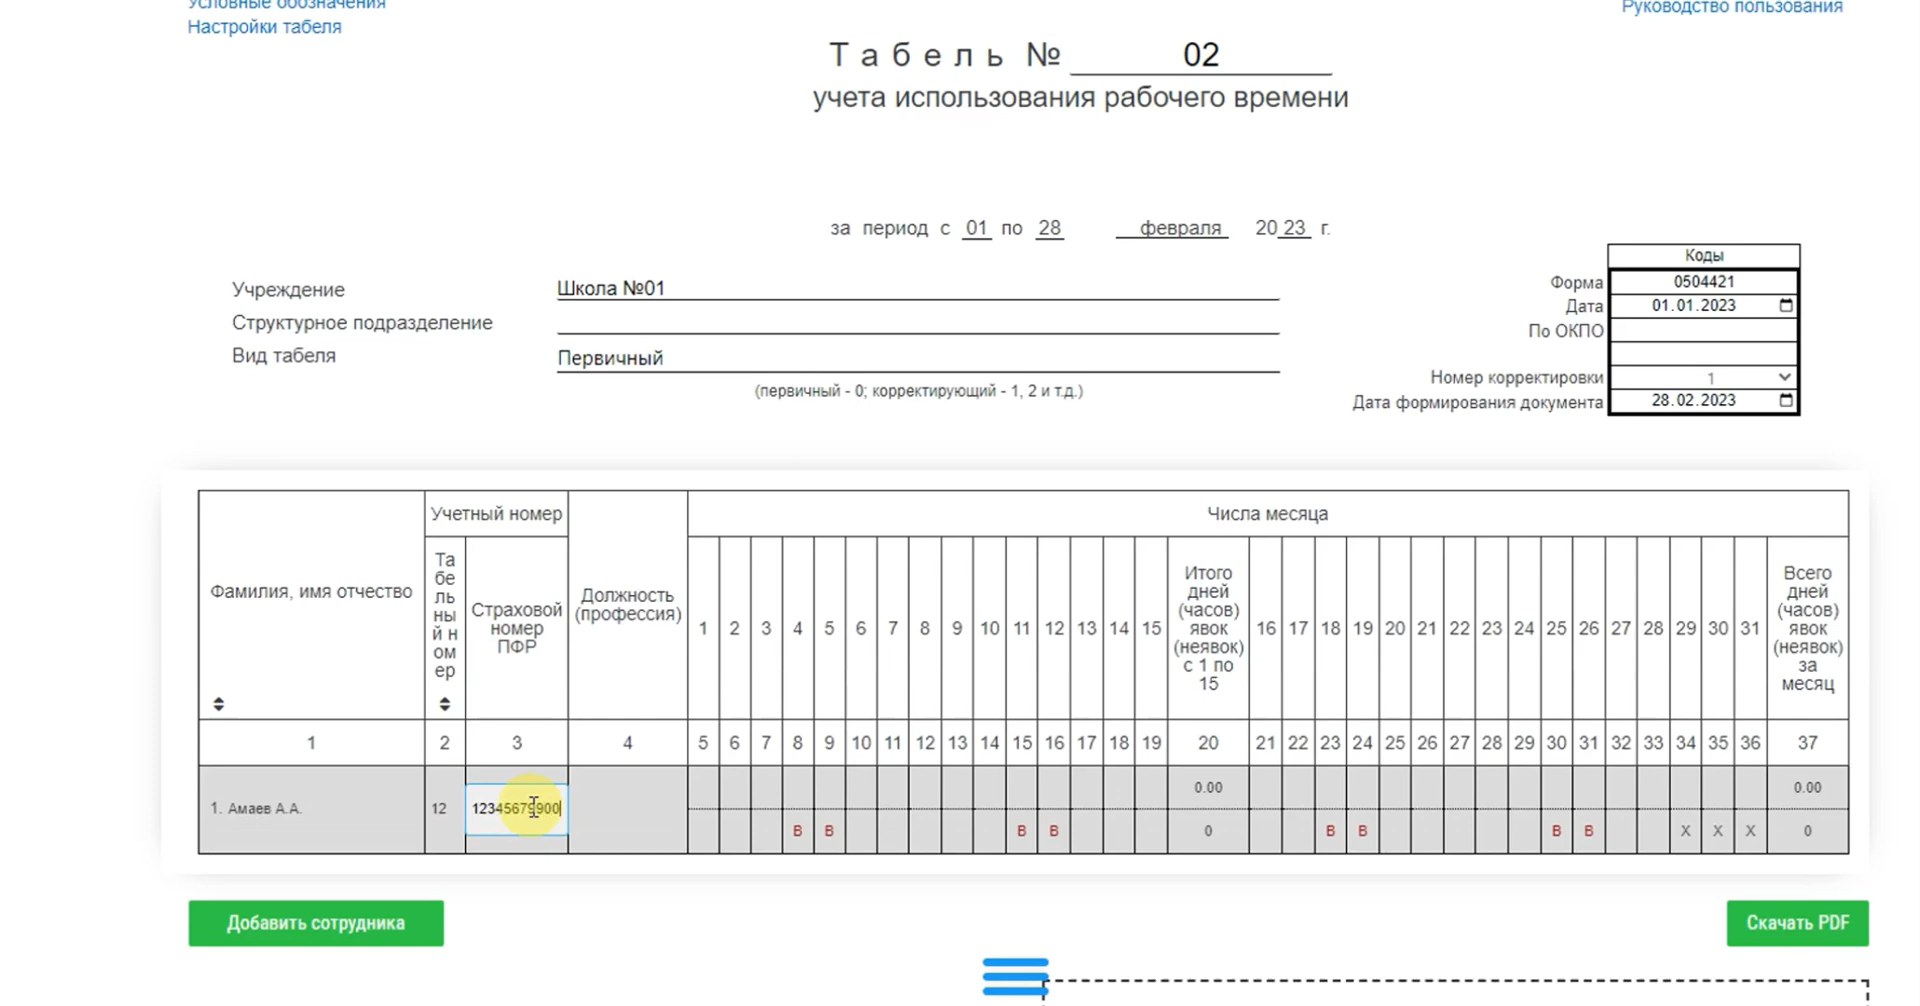 Условные обозначения
Руководство пользования
Настройки табеля
Табель № 02
учета использования рабочего времени
за период с 01 по 28 февраля 20 23 г.
Коды
Форма 0504421
Учреждение Школа №01
Дата 01.01.2023
Структурное подразделение
По ОКПО
Вид табеля Первичный
(первичный - 0; корректирующий - 1, 2 и т.д.)
Номер корректировки 1
Дата формирования документа 28.02.2023
Фамилия, имя отчество
Учетный номер
Та
бе
ль
ны
й н
ом
ер
Страховой
номер
ПФР
Должность
(профессия)
Числа месяца
1 2 3 4 5 6 7 8 9 10 11 12 13 14 15
Итого
дней
(часов)
явок
(неявок)
с 1 по
15
16 17 18 19 20 21 22 23 24 25 26 27 28 29 30 31
Всего
дней
(часов)
явок
(неявок)
за
месяц
1 2 3 4 5 6 7 8 9 10 11 12 13 14 15 16 17 18 19 20 21 22 23 24 25 26 27 28 29 30 31 32 33 34 35 36 37
1. Амаев А.А. 12 12345679900
0.00 0.00
В В В В 0 В В В В Х Х Х 0
Добавить сотрудника
Скачать PDF